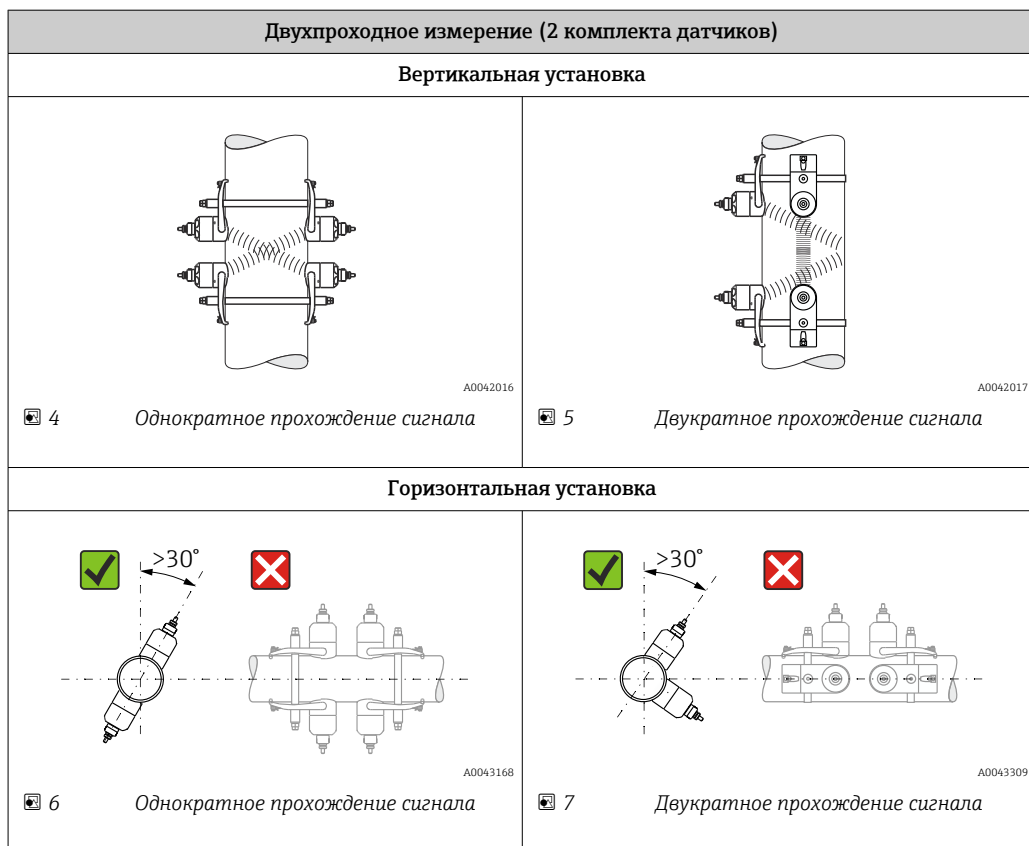 Двухпроходное измерение (2 комплекта датчиков)
Вертикальная установка
A0042016
4 Однократное прохождение сигнала
A0042017
5 Двукратное прохождение сигнала
Горизонтальная установка
>30°
A0043168
6 Однократное прохождение сигнала
>30°
A0043309
7 Двукратное прохождение сигнала